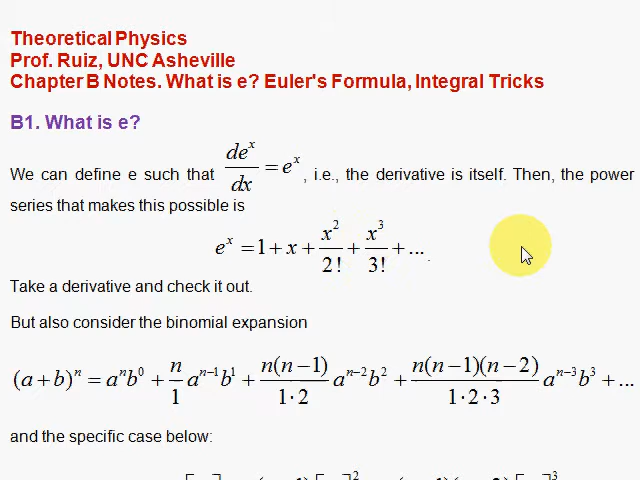 Theoretical Physics
Prof. Ruiz, UNC Asheville
Chapter B Notes. What is e? Euler's Formula, Integral Tricks
B1. What is e?
We can define e such that de^x/dx = e^x, i.e., the derivative is itself. Then, the power
series that makes this possible is
e^x = 1 + x + x^2/2! + x^3/3! + ...
Take a derivative and check it out.
But also consider the binomial expansion
(a + b)^n = a^n b^0 + n/1 a^(n−1) b^1 + n(n−1)/1·2 a^(n−2) b^2 + n(n−1)(n−2)/1·2·3 a^(n−3) b^3 + ...
and the specific case below: